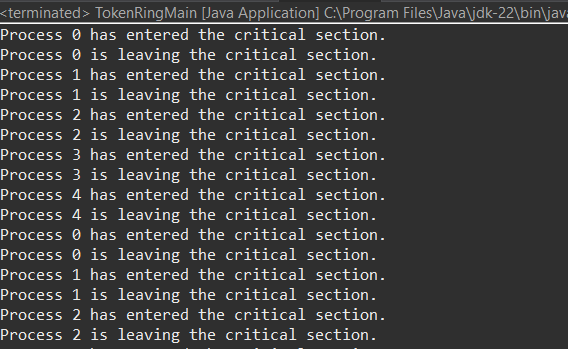 <terminated> TokenRingMain [Java Application] C:\Program Files\Java\jdk-22\bin\java
Process 0 has entered the critical section.
Process 0 is leaving the critical section.
Process 1 has entered the critical section.
Process 1 is leaving the critical section.
Process 2 has entered the critical section.
Process 2 is leaving the critical section.
Process 3 has entered the critical section.
Process 3 is leaving the critical section.
Process 4 has entered the critical section.
Process 4 is leaving the critical section.
Process 0 has entered the critical section.
Process 0 is leaving the critical section.
Process 1 has entered the critical section.
Process 1 is leaving the critical section.
Process 2 has entered the critical section.
Process 2 is leaving the critical section.